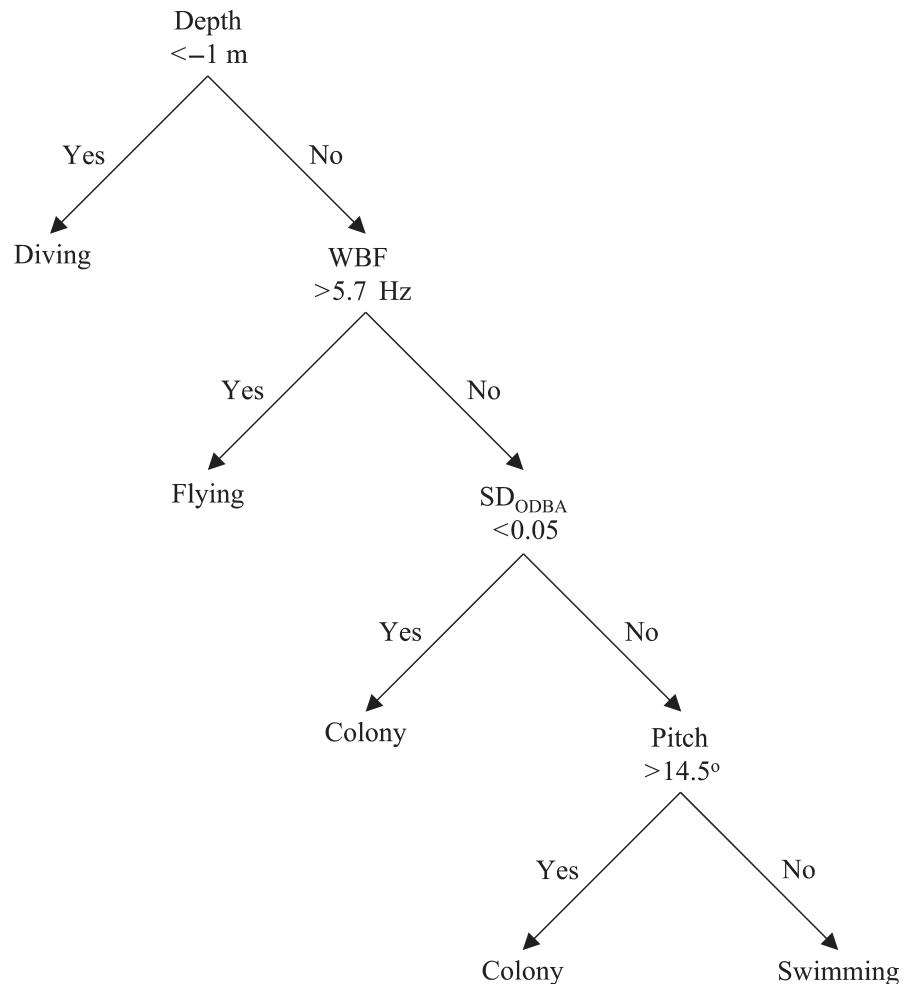 Depth
<–1 m
Yes
No
Diving
WBF
>5.7 Hz
Yes
No
Flying
SD_ODBA
<0.05
Yes
No
Colony
Pitch
>14.5º
Yes
No
Colony
Swimming